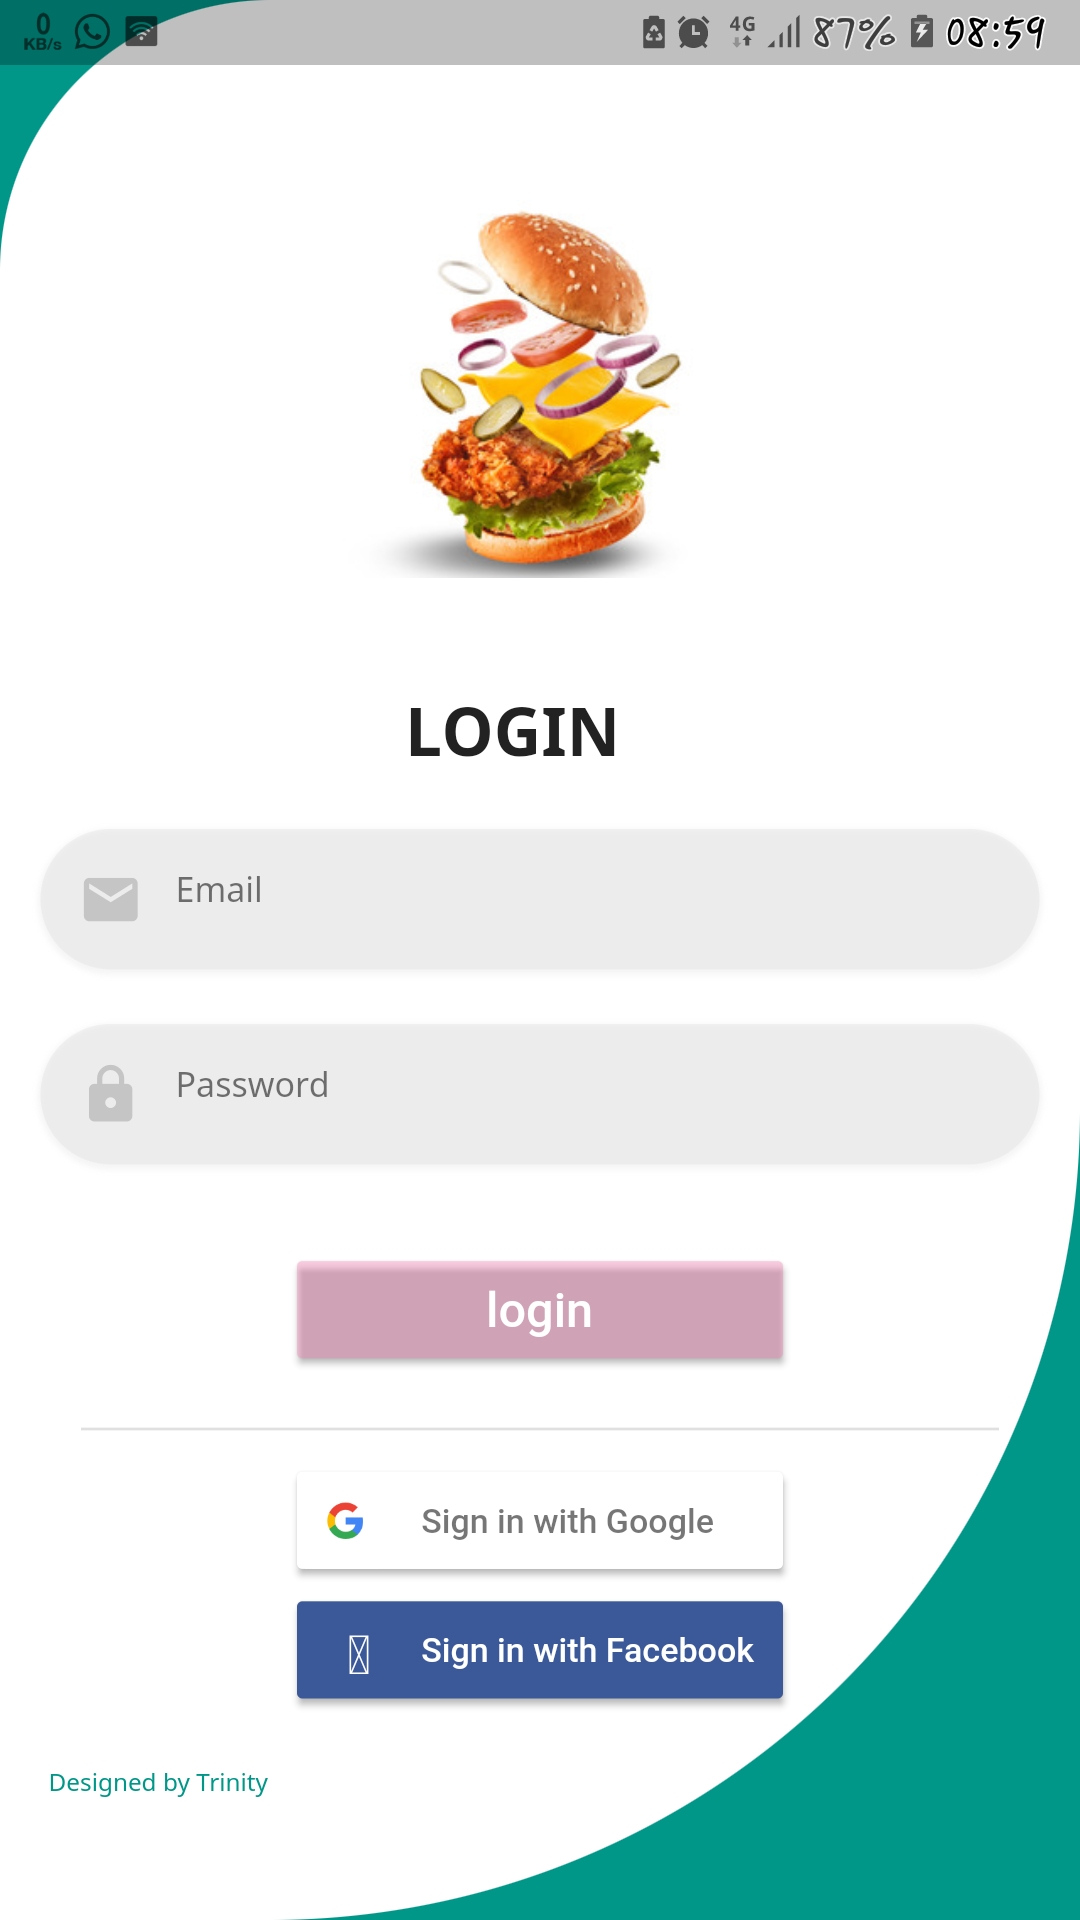 0
KB/s
4G
87%
08:59
LOGIN
Email
Password
login
Sign in with Google
Sign in with Facebook
Designed by Trinity